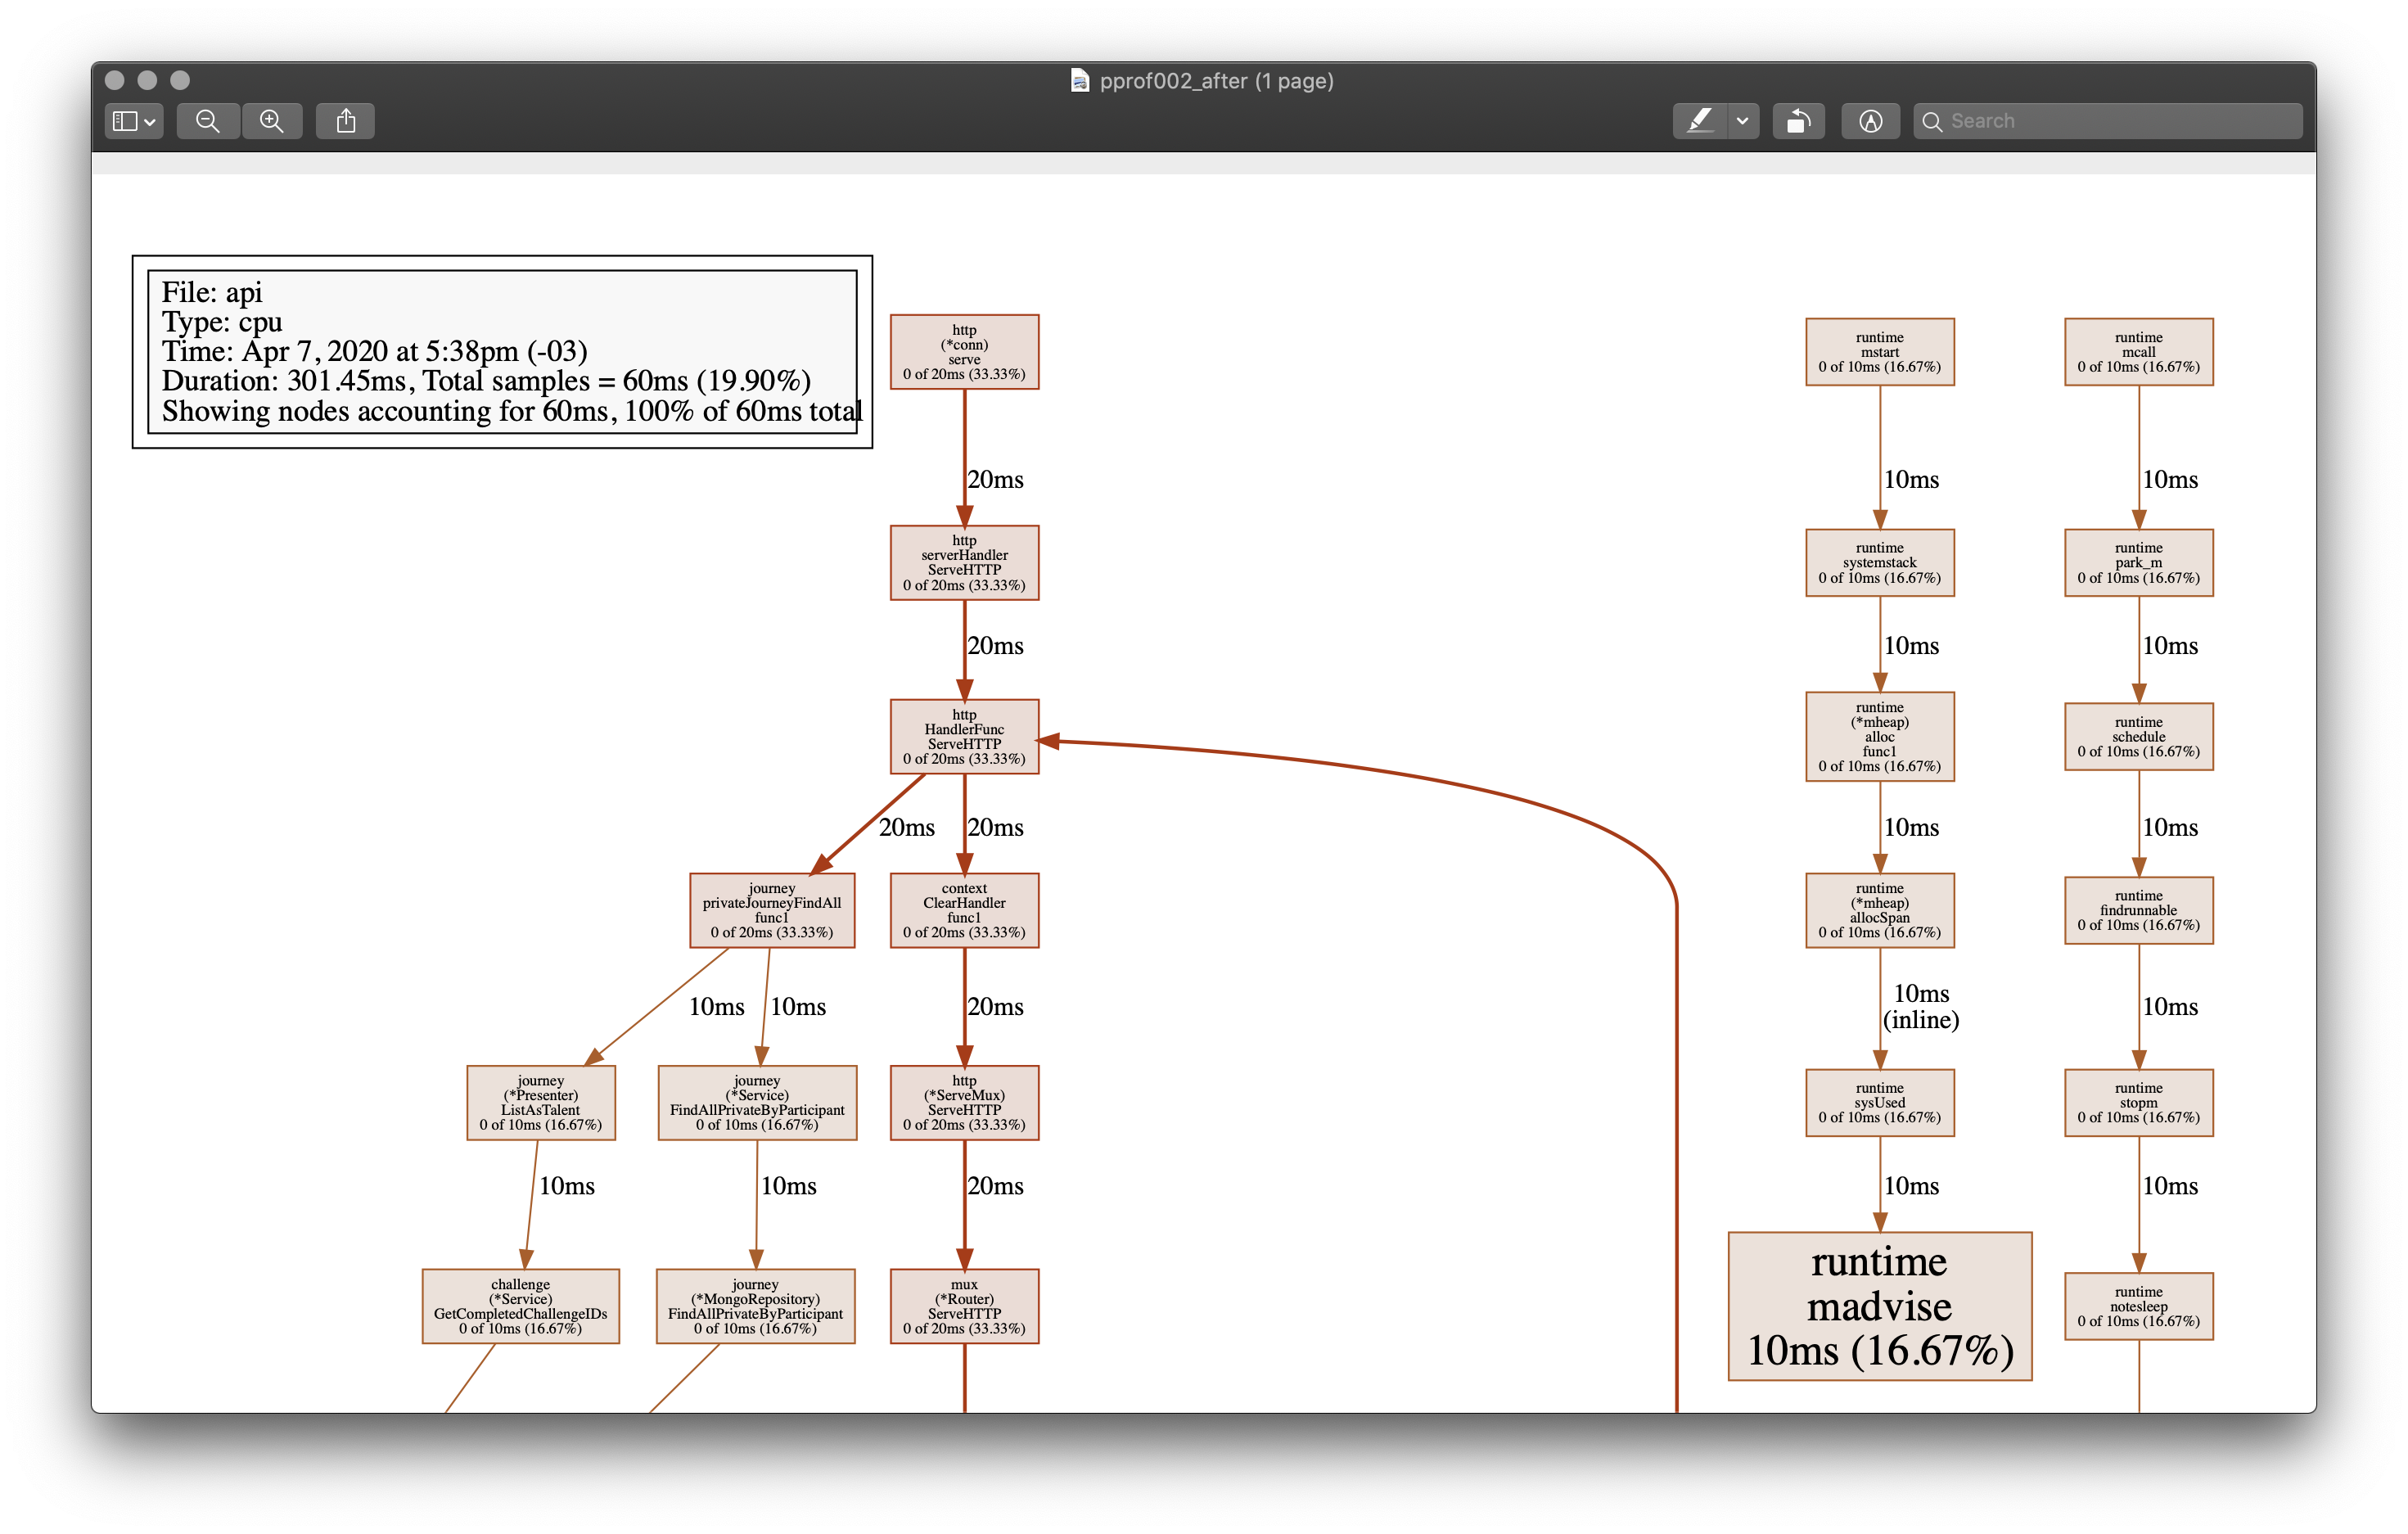 pprof002_after (1 page)
Search
File: api
Type: cpu
Time: Apr 7, 2020 at 5:38pm (-03)
Duration: 301.45ms, Total samples = 60ms (19.90%)
Showing nodes accounting for 60ms, 100% of 60ms total
http
(*conn)
serve
0 of 20ms (33.33%)
20ms
http
serverHandler
ServeHTTP
0 of 20ms (33.33%)
20ms
http
HandlerFunc
ServeHTTP
0 of 20ms (33.33%)
20ms
20ms
journey
privateJourneyFindAll
func1
0 of 20ms (33.33%)
context
ClearHandler
func1
0 of 20ms (33.33%)
10ms
10ms
20ms
journey
(*Presenter)
ListAsTalent
0 of 10ms (16.67%)
journey
(*Service)
FindAllPrivateByParticipant
0 of 10ms (16.67%)
http
(*ServeMux)
ServeHTTP
0 of 20ms (33.33%)
10ms
10ms
20ms
challenge
(*Service)
GetCompletedChallengeIDs
0 of 10ms (16.67%)
journey
(*MongoRepository)
FindAllPrivateByParticipant
0 of 10ms (16.67%)
mux
(*Router)
ServeHTTP
0 of 20ms (33.33%)
runtime
mstart
0 of 10ms (16.67%)
10ms
runtime
systemstack
0 of 10ms (16.67%)
10ms
runtime
(*mheap)
alloc
func1
0 of 10ms (16.67%)
10ms
runtime
(*mheap)
allocSpan
0 of 10ms (16.67%)
10ms
(inline)
runtime
sysUsed
0 of 10ms (16.67%)
10ms
runtime
madvise
10ms (16.67%)
runtime
mcall
0 of 10ms (16.67%)
10ms
runtime
park_m
0 of 10ms (16.67%)
10ms
runtime
schedule
0 of 10ms (16.67%)
10ms
runtime
findrunnable
0 of 10ms (16.67%)
10ms
runtime
stopm
0 of 10ms (16.67%)
10ms
runtime
notesleep
0 of 10ms (16.67%)